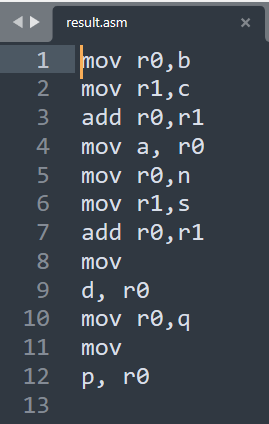 result.asm
1 mov r0,b
2 mov r1,c
3 add r0,r1
4 mov a, r0
5 mov r0,n
6 mov r1,s
7 add r0,r1
8 mov
9 d, r0
10 mov r0,q
11 mov
12 p, r0
13